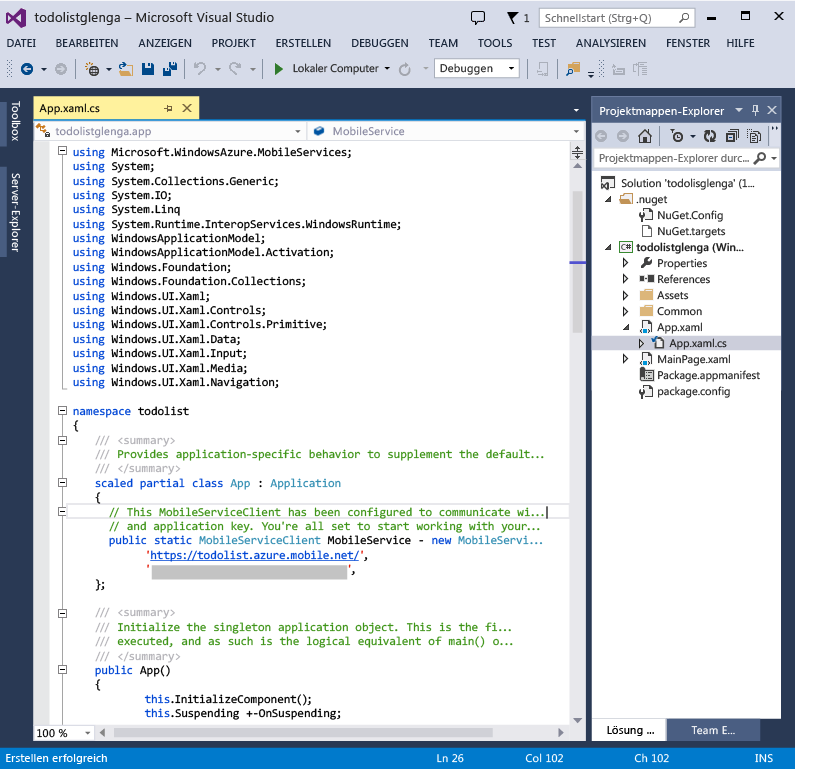 todolistglenga – Microsoft Visual Studio
1
Schnellstart (Strg+Q)
DATEI BEARBEITEN ANZEIGEN PROJEKT ERSTELLEN DEBUGGEN TEAM TOOLS TEST ANALYSIEREN FENSTER HILFE
Lokaler Computer
Debuggen
Toolbox
Server-Explorer
App.xaml.cs
todolistglenga.app
MobileService
using Microsoft.WindowsAzure.MobileServices;
using System;
using System.Collections.Generic;
using System.IO;
using System.Linq
using System.Runtime.InteropServices.WindowsRuntime;
using WindowsApplicationModel;
using WindowsApplicationModel.Activation;
using Windows.Foundation;
using Windows.Foundation.Collections;
using Windows.UI.Xaml;
using Windows.UI.Xaml.Controls;
using Windows.UI.Xaml.Controls.Primitive;
using Windows.UI.Xaml.Data;
using Windows.UI.Xaml.Input;
using Windows.UI.Xaml.Media;
using Windows.UI.Xaml.Navigation;
namespace todolist
{
/// <summary>
/// Provides application-specific behavior to supplement the default...
/// </summary>
scaled partial class App : Application
{
// This MobileServiceClient has been configured to communicate wi...
// and application key. You're all set to start working with your...
public static MobileServiceClient MobileService - new MobileServi...
'https://todolist.azure.mobile.net/',
' ',
};
/// <summary>
/// Initialize the singleton application object. This is the fi...
/// executed, and as such is the logical equivalent of main() o...
/// </summary>
public App()
{
this.InitializeComponent();
this.Suspending +-OnSuspending;
100 %
Projektmappen-Explorer
Projektmappen-Explorer durc...
Solution 'todolisglenga' (1...
.nuget
NuGet.Config
NuGet.targets
C# todolistglenga (Win...
Properties
References
Assets
Common
App.xaml
App.xaml.cs
MainPage.xaml
Package.appmanifest
package.config
Lösung ...
Team E...
Erstellen erfolgreich
Ln 26
Col 102
Ch 102
INS